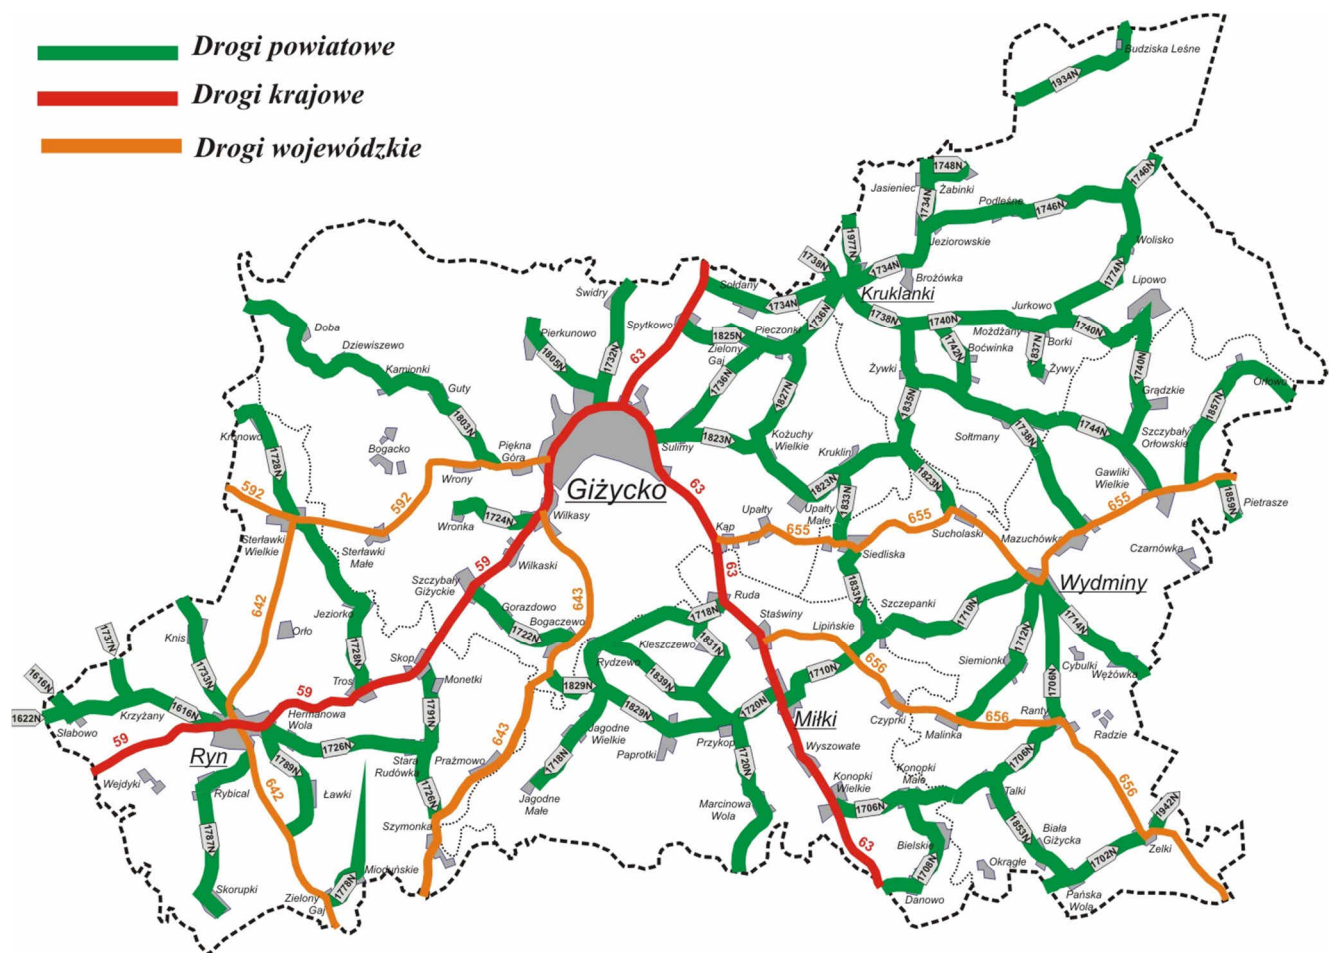 Drogi powiatowe
Drogi krajowe
Drogi wojewódzkie
Budziska Leśne
1934N
1748N
1746N
Jasieniec
Żabinki
1734N
Podleśne
1746N
1977N
Jeziorowskie
Wolisko
1738N
1734N
Brożówka
1774N
Lipowo
Sołdany
Kruklanki
Świdry
1734N
1736N
1738N
Jurkowo
1740N
Możdżany
1740N
Doba
Pierkunowo
Spytkowo
1825N
Pieczonki
Borki
Dziewiszewo
1805N
1732N
63
Zielony
Gaj
1742N
Boćwinka
1837N
1740N
Kamionki
Żywki
Żywy
Guty
1736N
1827N
1835N
Grądzkie
1857N
Orłowo
1803N
Kronowo
Bogacko
Piękna
Góra
Sulimy
1823N
Kożuchy
Wielkie
Sołtmany
1738N
1744N
Szczybały
Orłowskie
1728N
Wrony
Kruklin
1823N
1823N
Gawliki
Wielkie
592
592
Giżycko
63
1833N
655
1859N
Pietrasze
Wronka
1724N
Wilkasy
Kąp
Upałty
Upałty
Małe
655
655
Sterławki
Wielkie
Sterławki
Małe
Siedliska
Sucholaski
Mazuchówka
Czarnówka
Wilkaski
59
63
Szczybały
Giżyckie
1833N
Wydminy
642
Jeziorko
Gorazdowo
643
Ruda
1718N
Staświny
Szczepanki
1710N
Bogaczewo
1722N
Lipińskie
1712N
1714N
Knis
Orło
1831N
Kleszczewo
1737N
1728N
Skop
Rydzewo
656
Siemionki
Cybulki
1616N
1733N
Tros
Monetki
1829N
1839N
1710N
1706N
Wężówka
59
1791N
1720N
1622N
Krzyżany
1616N
Hermanowa
Wola
1829N
Miłki
Czyprki
656
Ranty
Słabowo
59
643
Jagodne
Wielkie
Przykop
Malinka
Radzie
Ryn
1726N
Stara
Rudówka
Prażmowo
Paprotki
Wyszowate
1718N
1720N
Konopki
Małe
1706N
Wejdyki
1789N
642
Rybical
Ławki
1726N
Jagodne
Małe
Marcinowa
Wola
Konopki
Wielkie
1706N
Talki
656
1942N
1787N
Szymonka
63
Bielskie
1853N
Biała
Giżycka
Zelki
Okrągłe
1702N
Mioduńskie
1708N
Skorupki
1778N
Zielony
Gaj
Danowo
Pańska
Wola